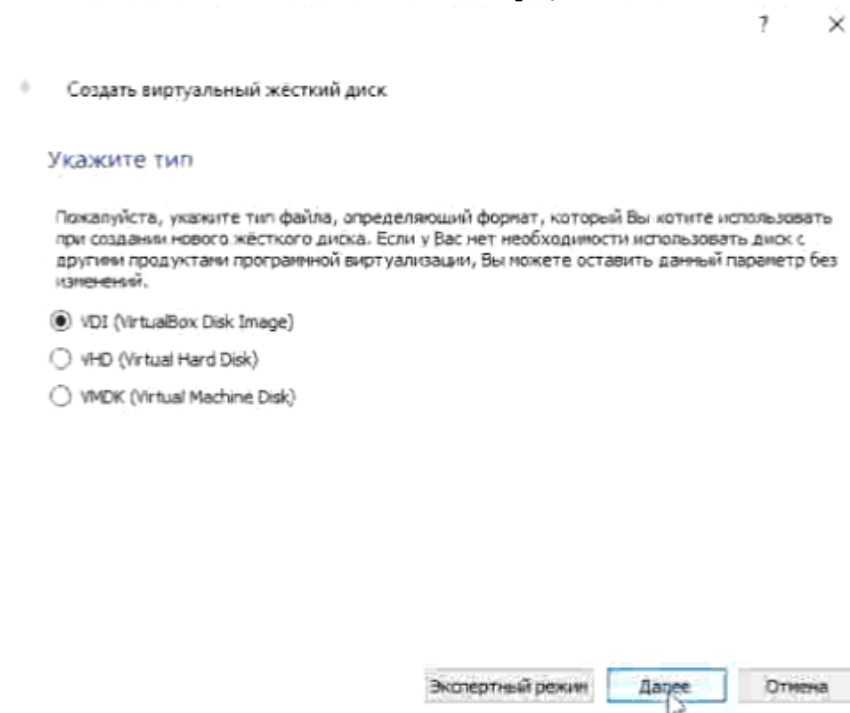 ?
Создать виртуальный жёсткий диск
Укажите тип
Пожалуйста, укажите тип файла, определяющий формат, который Вы хотите использовать
при создании нового жёсткого диска. Если у Вас нет необходимости использовать диск с
другими продуктами программной виртуализации, Вы можете оставить данный параметр без
изменений.
VDI (VirtualBox Disk Image)
VHD (Virtual Hard Disk)
VMDK (Virtual Machine Disk)
Экспертный режим Далее Отмена